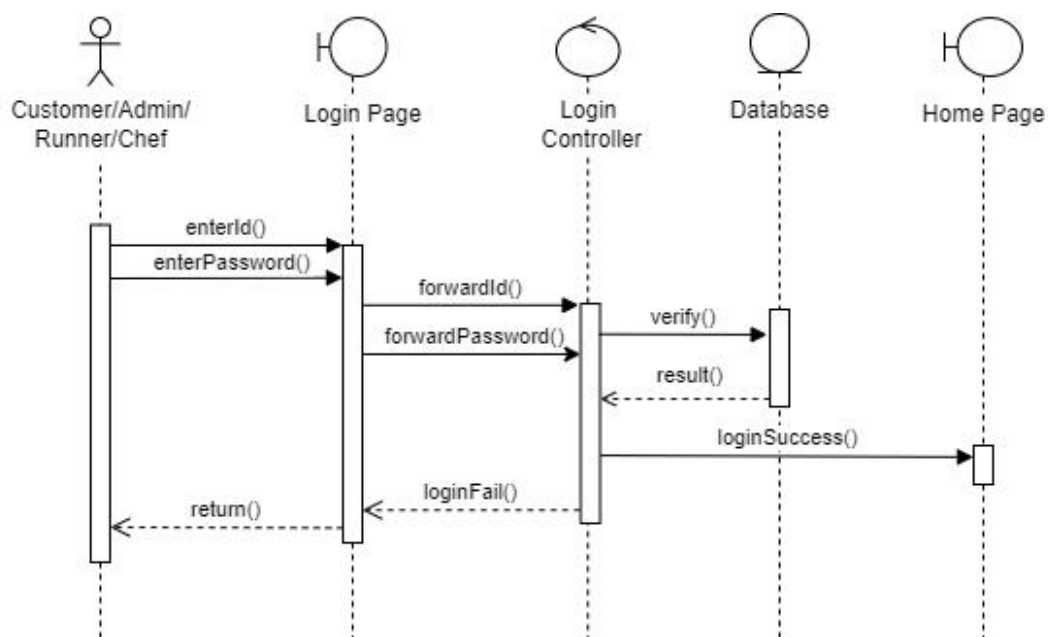 Customer/Admin/
Runner/Chef
Login Page
Login
Controller
Database
Home Page
enterId()
enterPassword()
forwardId()
verify()
forwardPassword()
result()
loginSuccess()
loginFail()
return()